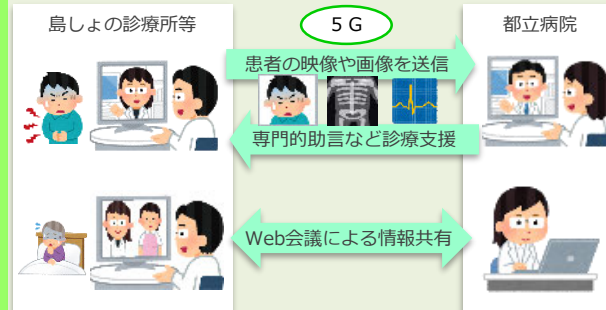 島しょの診療所等
5G
都立病院
患者の映像や画像を送信
専門的助言など診療支援
Web会議による情報共有